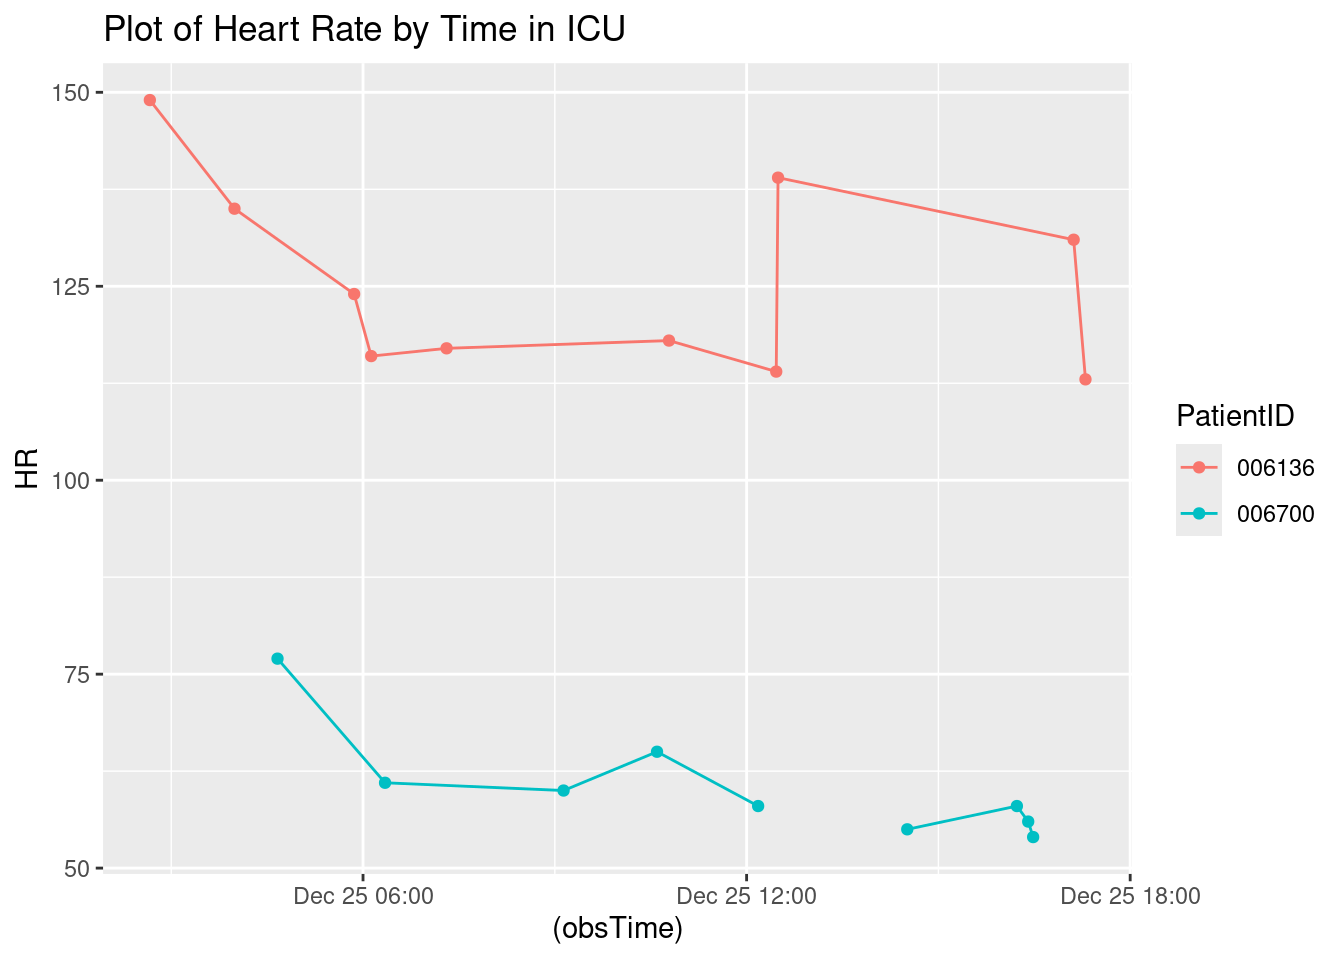 Plot of Heart Rate by Time in ICU
150
125
100
75
50
HR
Dec 25 06:00
Dec 25 12:00
Dec 25 18:00
(obsTime)
PatientID
006136
006700